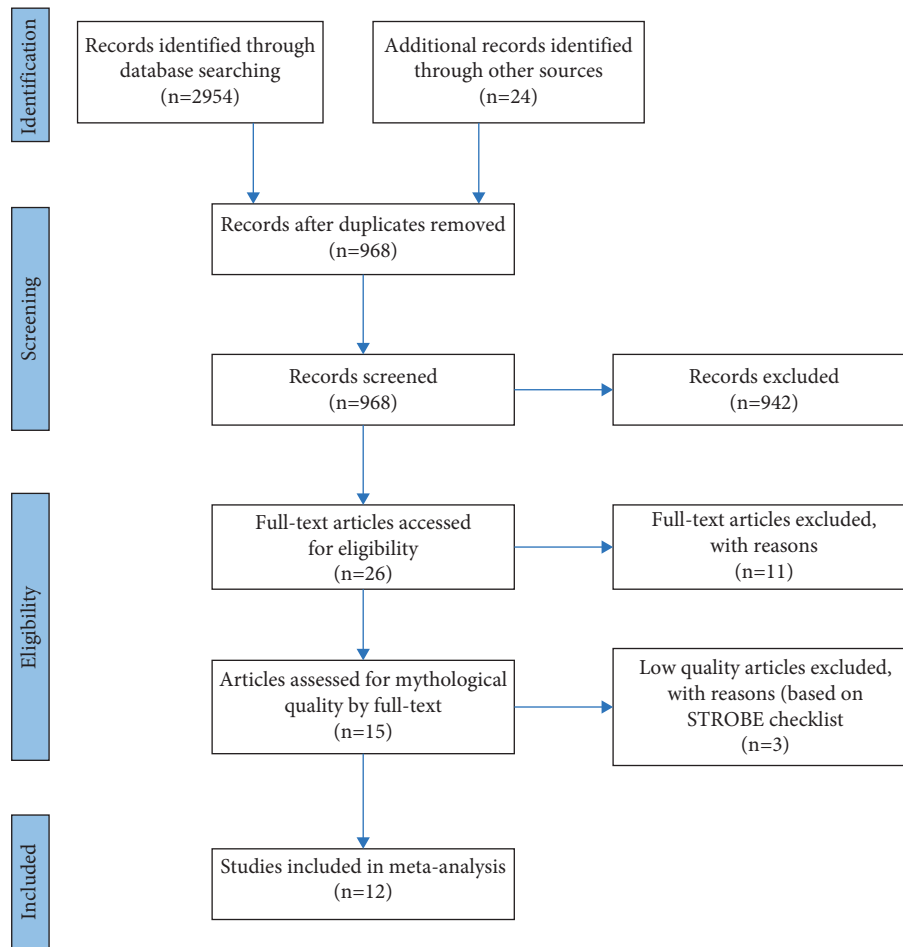 Identification
Records identified through
database searching
(n=2954)
Additional records identified
through other sources
(n=24)
Screening
Records after duplicates removed
(n=968)
Records screened
(n=968)
Records excluded
(n=942)
Eligibility
Full-text articles accessed
for eligibility
(n=26)
Full-text articles excluded,
with reasons
(n=11)
Articles assessed for mythological
quality by full-text
(n=15)
Low quality articles excluded,
with reasons (based on
STROBE checklist
(n=3)
Included
Studies included in meta-analysis
(n=12)